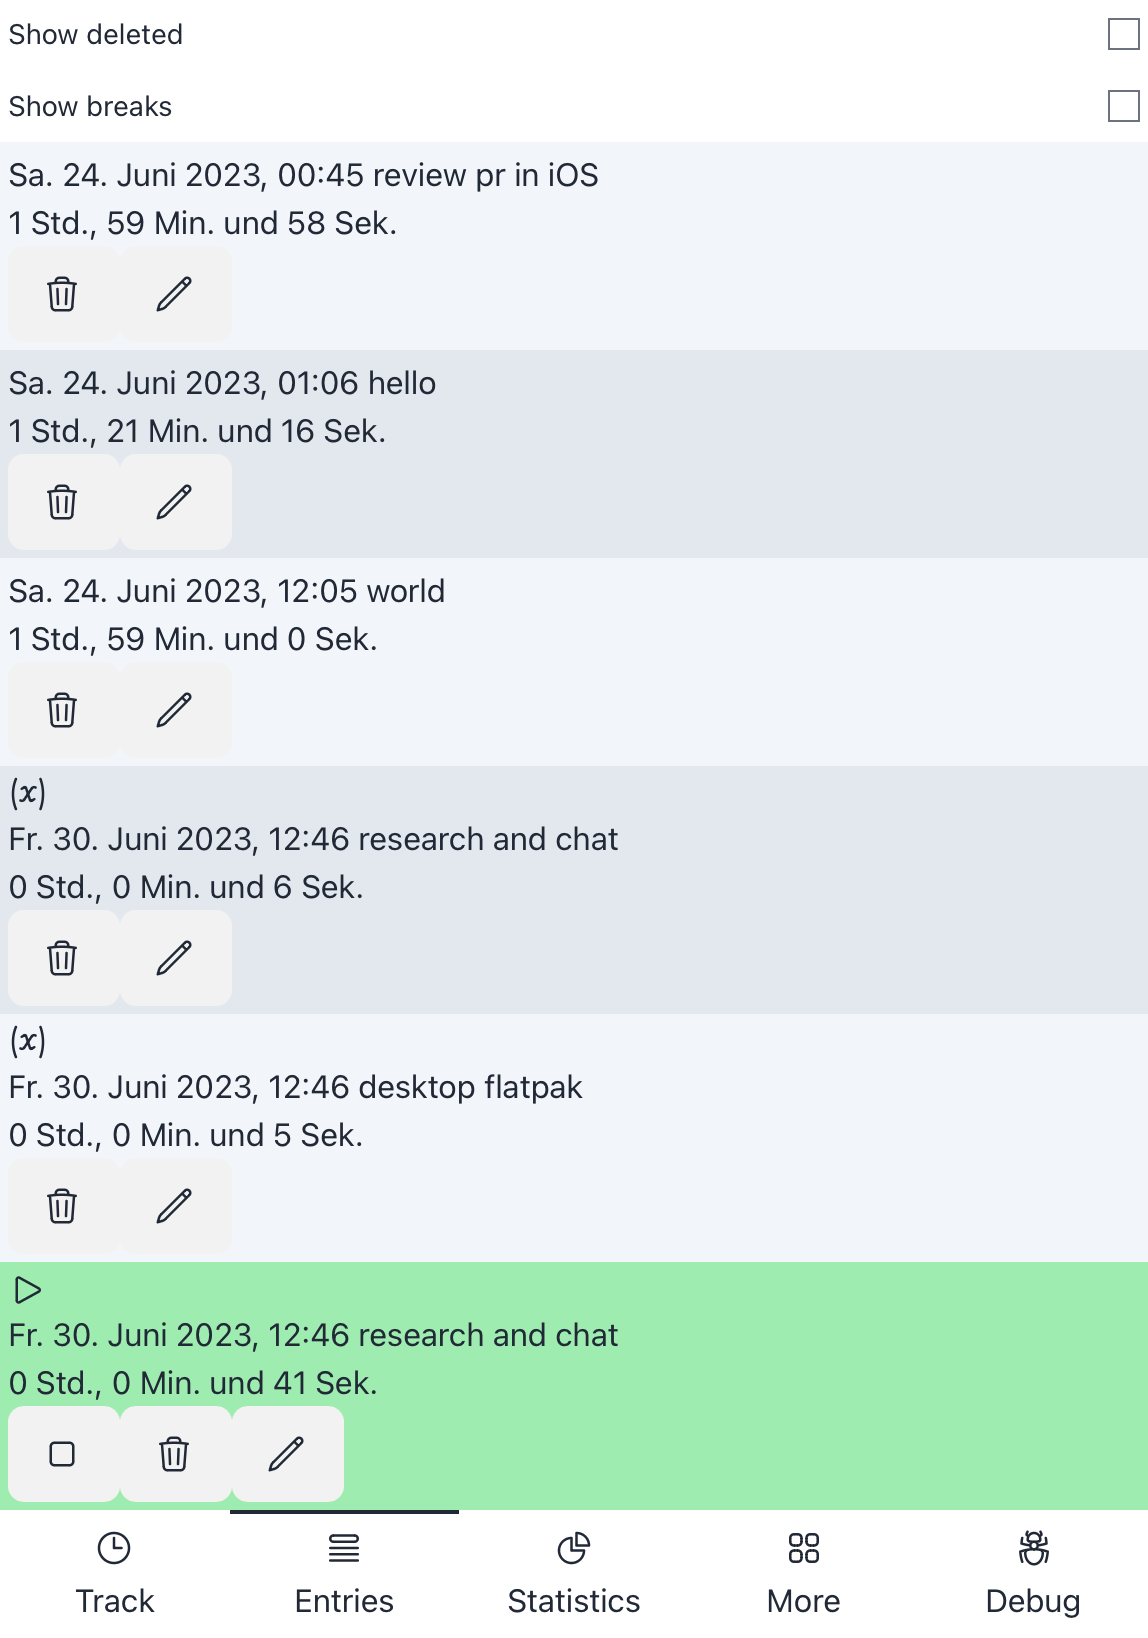 Show deleted
Show breaks
Sa. 24. Juni 2023, 00:45 review pr in iOS
1 Std., 59 Min. und 58 Sek.
Sa. 24. Juni 2023, 01:06 hello
1 Std., 21 Min. und 16 Sek.
Sa. 24. Juni 2023, 12:05 world
1 Std., 59 Min. und 0 Sek.
(x)
Fr. 30. Juni 2023, 12:46 research and chat
0 Std., 0 Min. und 6 Sek.
(x)
Fr. 30. Juni 2023, 12:46 desktop flatpak
0 Std., 0 Min. und 5 Sek.
Fr. 30. Juni 2023, 12:46 research and chat
0 Std., 0 Min. und 41 Sek.
Track Entries Statistics More Debug